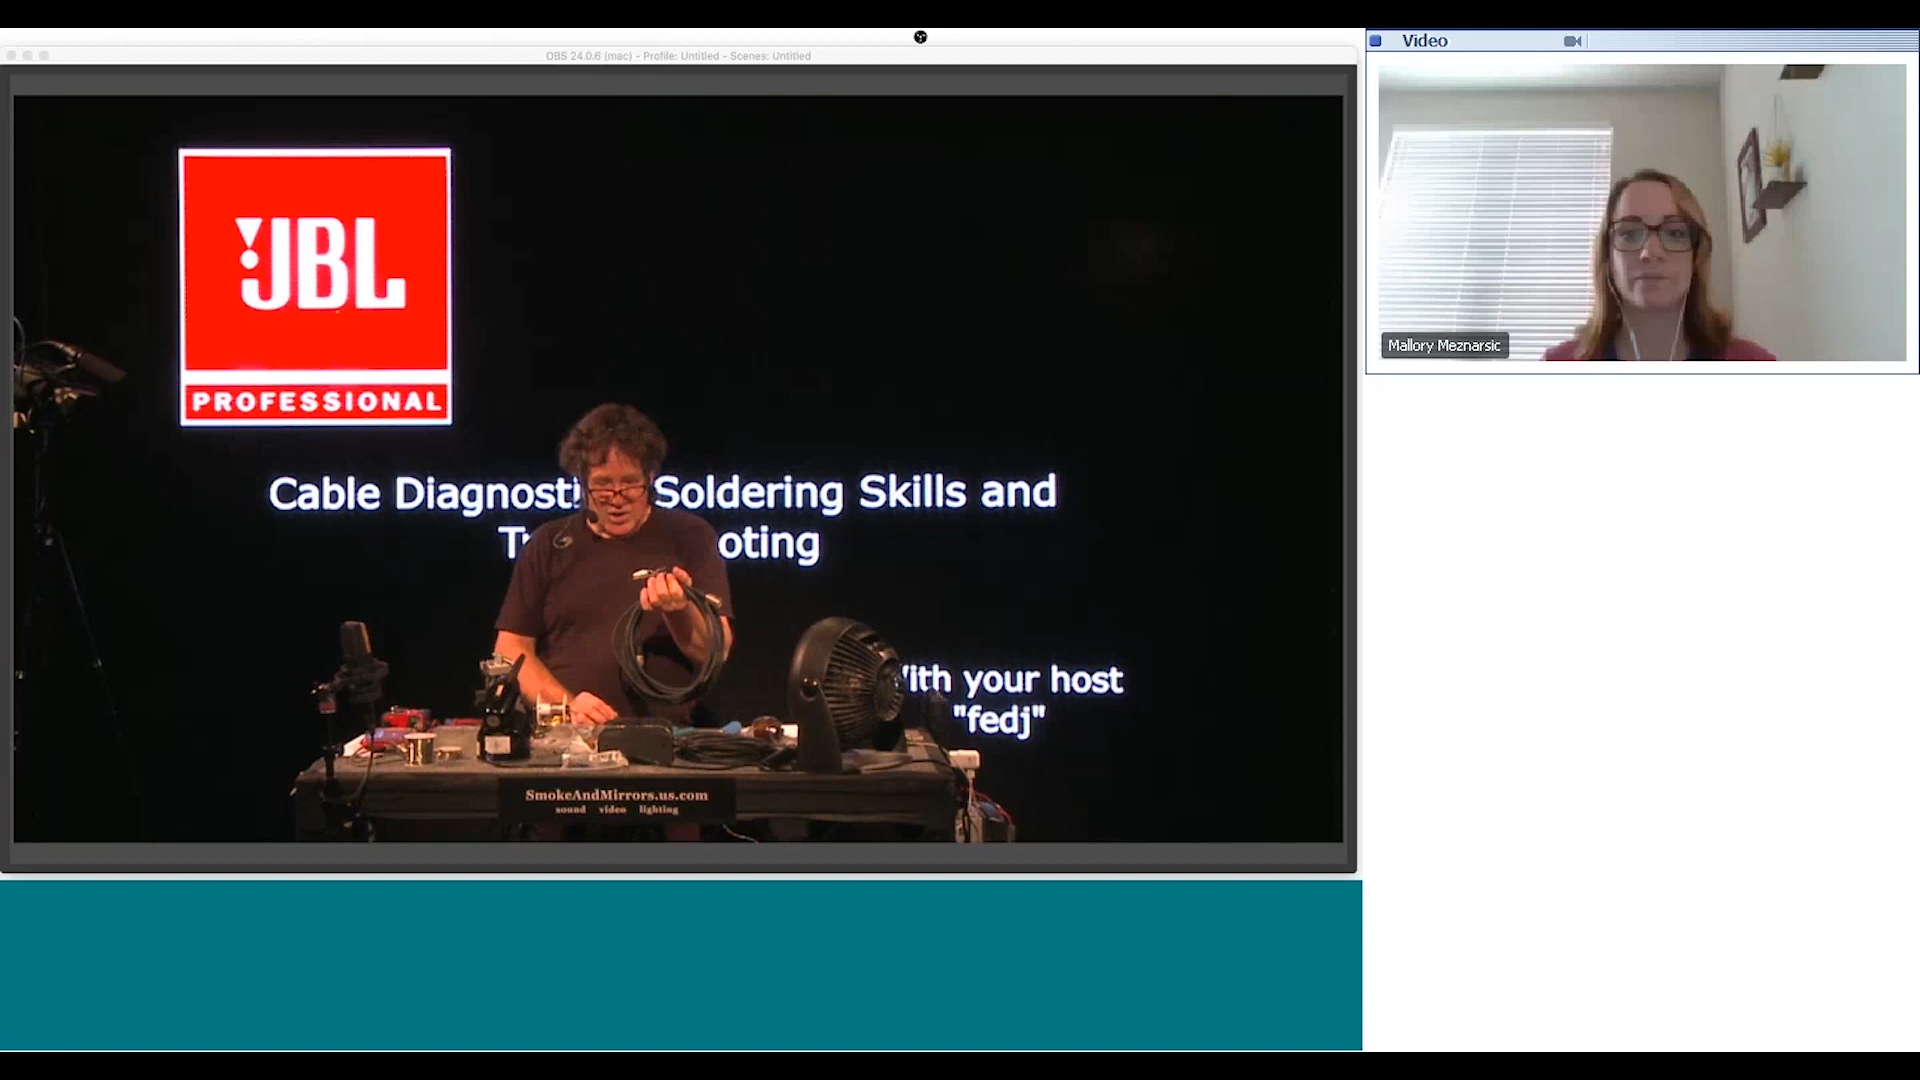 OBS 24.0.6 (mac) - Profile: Untitled - Scenes: Untitled
Video
JBL
PROFESSIONAL
Mallory Meznarsic
Cable Diagnosti Soldering Skills and
oting
ith your host
"fedj"
SmokeAndMirrors.us.com
sound video lighting